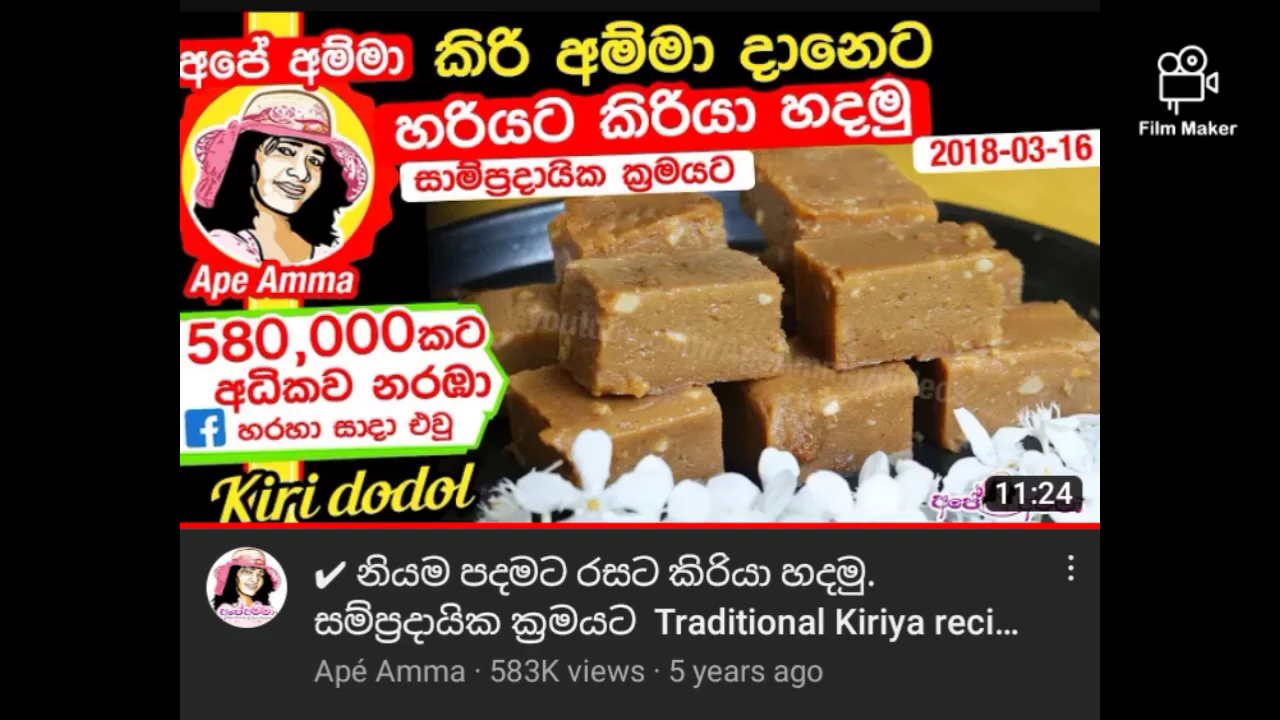 අපේ අම්මා
කිරි අම්මා දානෙට
හරියට කිරියා හදමු
සාම්ප්‍රදායික ක්‍රමයට
2018-03-16
Film Maker
Ape Amma
580,000කට
අධිකව නරඹා
හරහා සාදා එවු
Kiri dodol
අපේ
11:24
✔ නියම පදමට රසට කිරියා හදමු.
සම්ප්‍රදායික ක්‍රමයට Traditional Kiriya reci...
Apé Amma · 583K views · 5 years ago